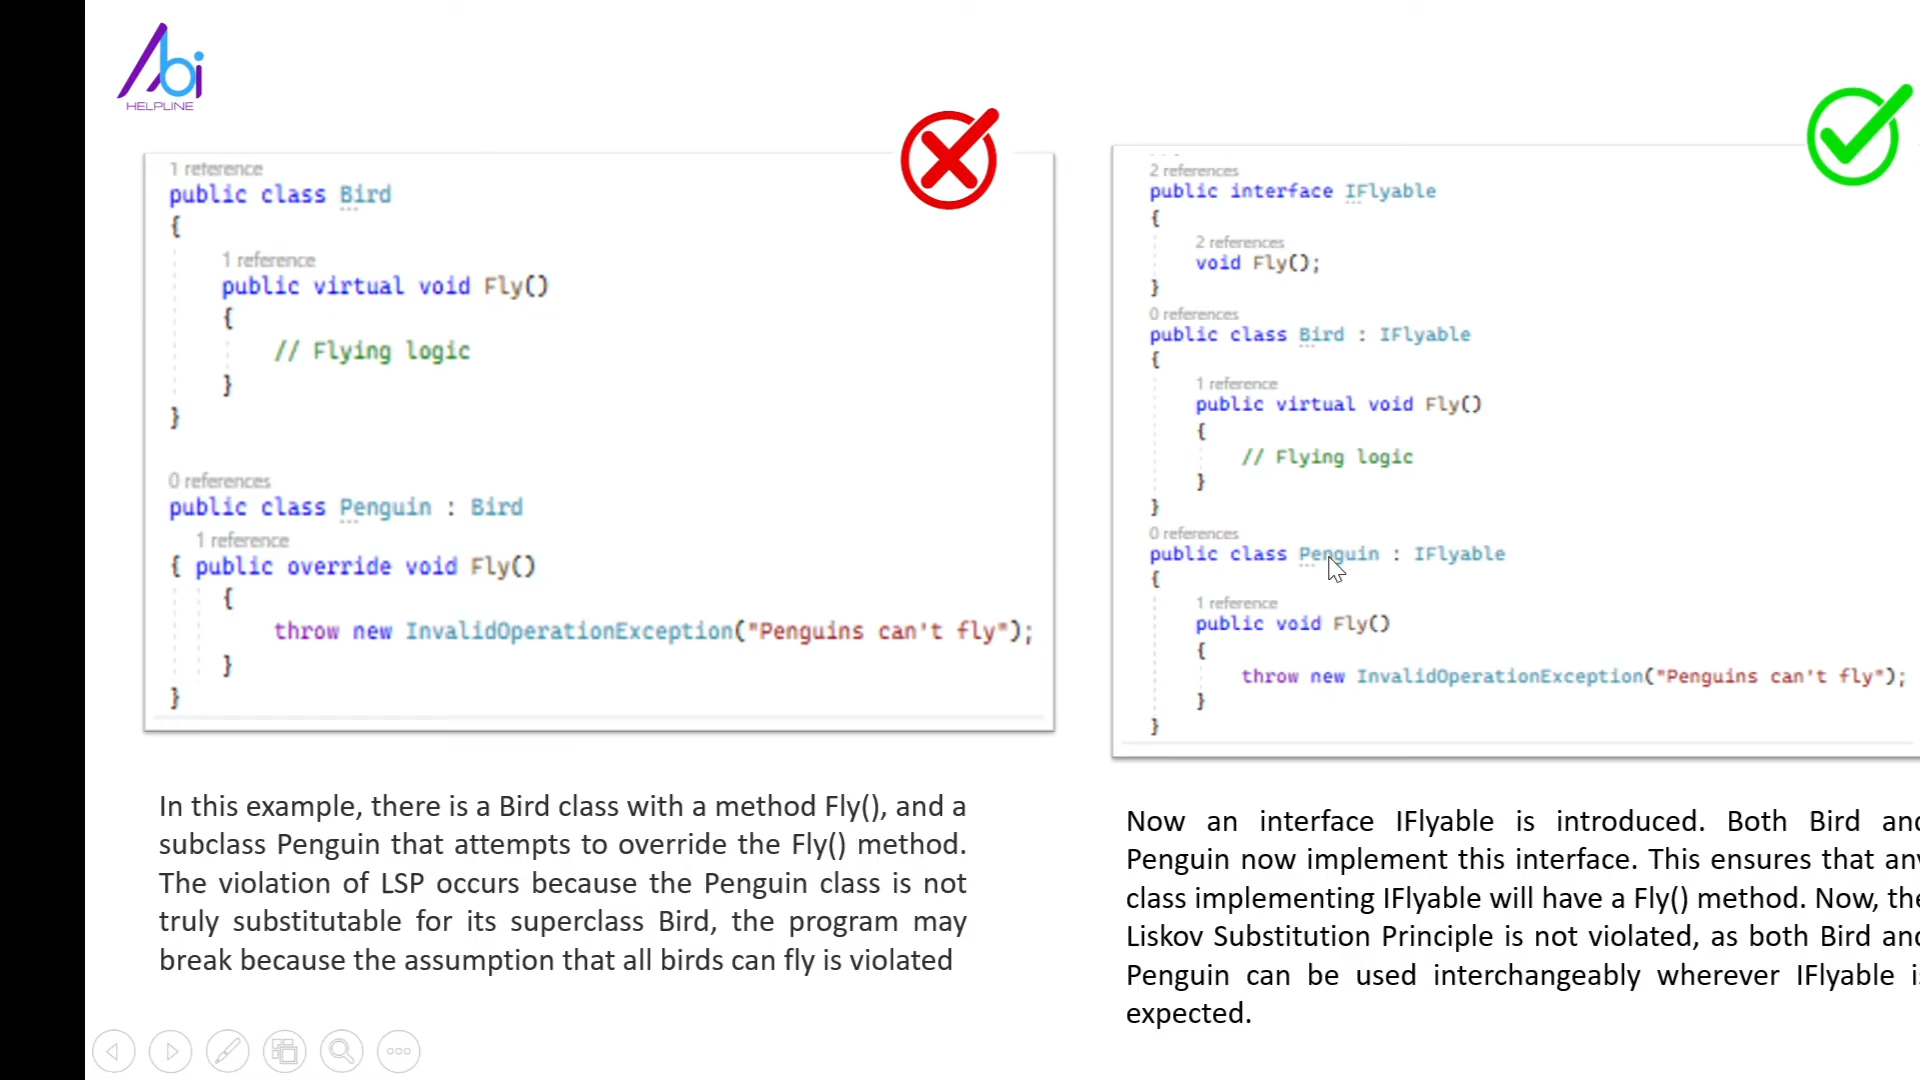 Abi
HELPLINE
1 reference
public class Bird
{
1 reference
public virtual void Fly()
{
// Flying logic
}
}
0 references
public class Penguin : Bird
1 reference
{ public override void Fly()
{
throw new InvalidOperationException("Penguins can't fly");
}
}
In this example, there is a Bird class with a method Fly(), and a
subclass Penguin that attempts to override the Fly() method.
The violation of LSP occurs because the Penguin class is not
truly substitutable for its superclass Bird, the program may
break because the assumption that all birds can fly is violated
2 references
public interface IFlyable
{
2 references
void Fly();
}
0 references
public class Bird : IFlyable
{
1 reference
public virtual void Fly()
{
// Flying logic
}
}
0 references
public class Penguin : IFlyable
{
1 reference
public void Fly()
{
throw new InvalidOperationException("Penguins can't fly");
}
}
Now an interface IFlyable is introduced. Both Bird and
Penguin now implement this interface. This ensures that any
class implementing IFlyable will have a Fly() method. Now, the
Liskov Substitution Principle is not violated, as both Bird and
Penguin can be used interchangeably wherever IFlyable is
expected.